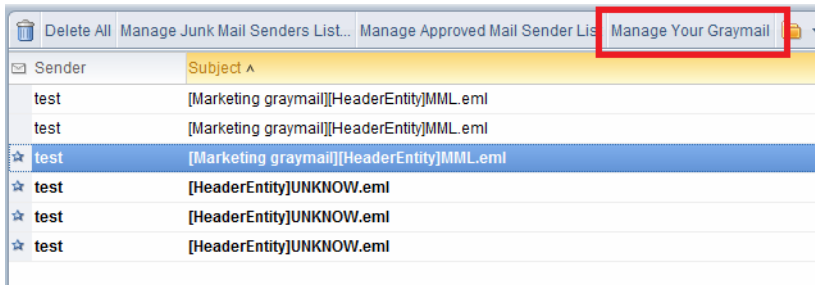 Delete All Manage Junk Mail Senders List... Manage Approved Mail Sender Lis Manage Your Graymail
Sender Subject
test [Marketing graymail][HeaderEntity]MML.eml
test [Marketing graymail][HeaderEntity]MML.eml
test [Marketing graymail][HeaderEntity]MML.eml
test [HeaderEntity]UNKNOW.eml
test [HeaderEntity]UNKNOW.eml
test [HeaderEntity]UNKNOW.eml